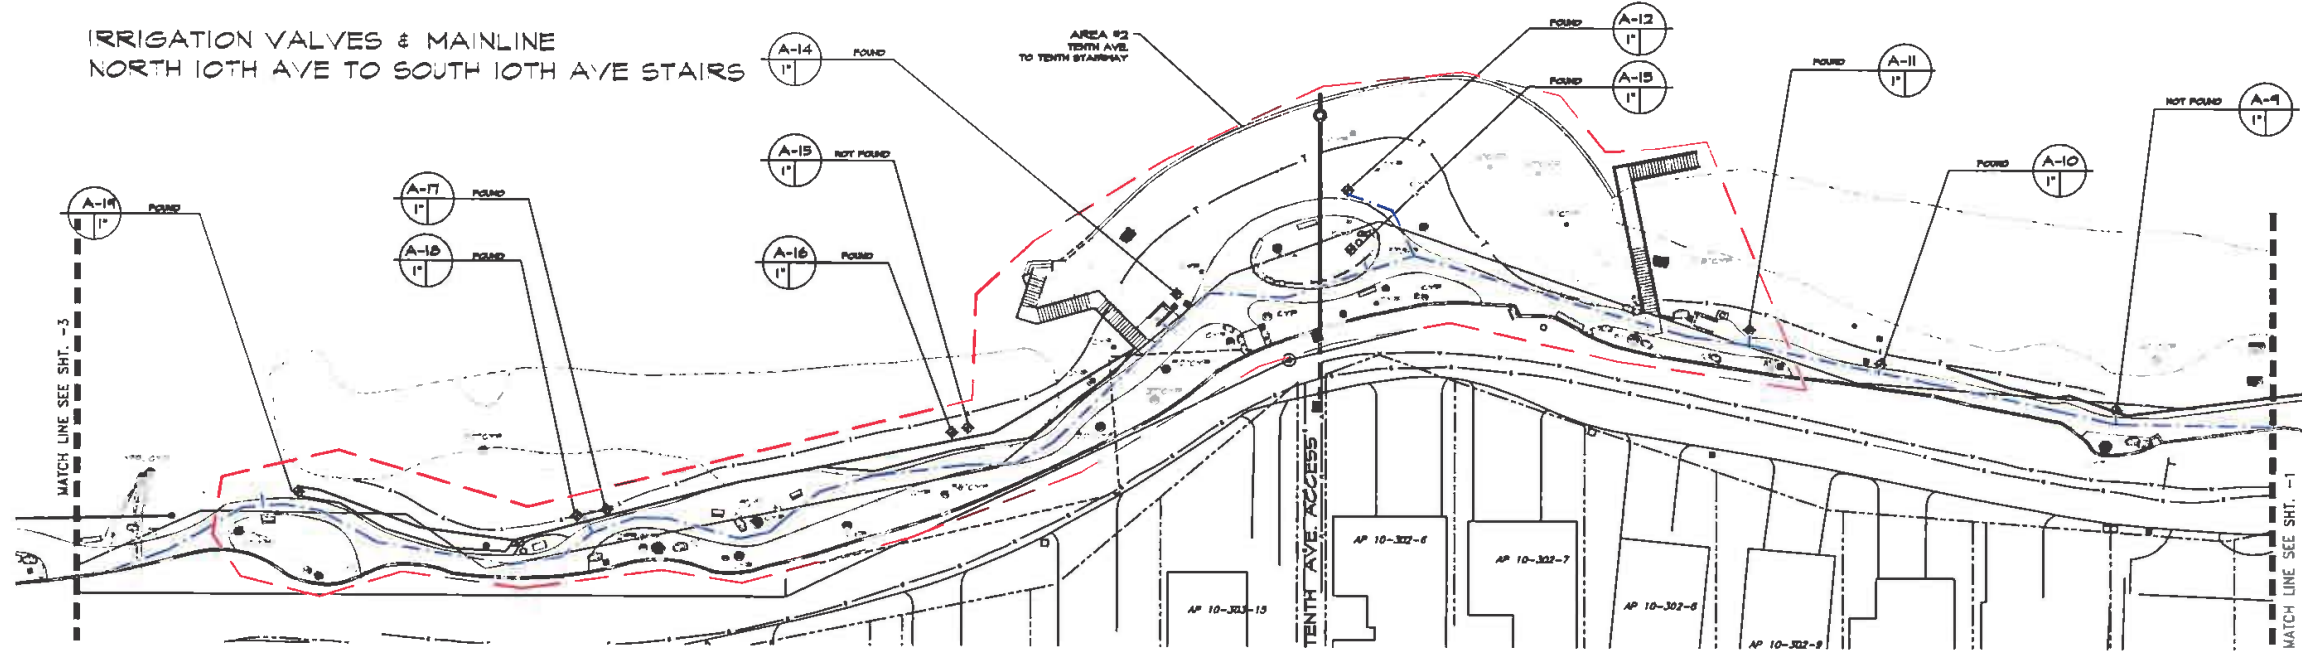 IRRIGATION VALVES & MAINLINE
NORTH 10TH AVE TO SOUTH 10TH AVE STAIRS
A-14
1"
FOUND
AREA #2
TENTH AVE.
TO TENTH STAIRWAY
FOUND
A-12
1"
FOUND
A-13
1"
FOUND
A-11
1"
NOT FOUND
A-9
1"
A-15
1"
NOT FOUND
FOUND
A-10
1"
A-19
1"
FOUND
A-17
1"
FOUND
A-18
1"
FOUND
A-16
1"
FOUND
MATCH LINE SEE SHT. -3
TENTH AVE ACCESS
AP 10-302-6
AP 10-302-7
AP 10-303-15
AP 10-302-8
AP 10-302-9
MATCH LINE SEE SHT. -1